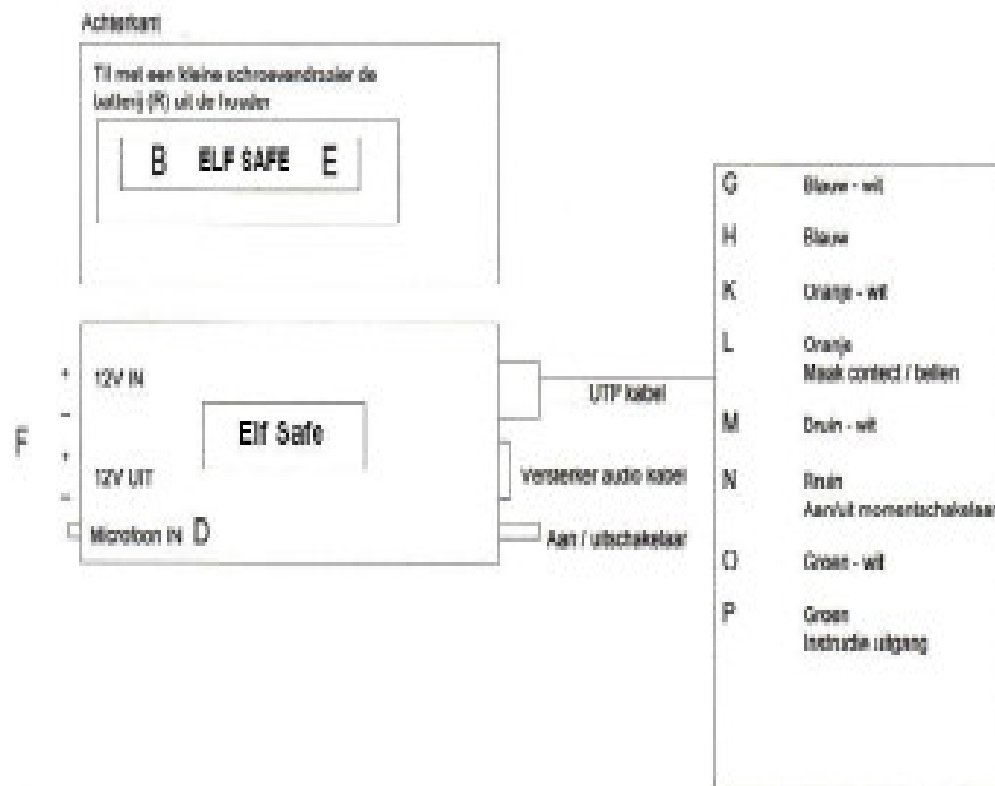 Achterkant
Til met een kleine schroevendraaier de
batterij (R) uit de houder
B ELF SAFE E
G Blauw - wit
H Blauw
K Oranje - wit
L Oranje
Maak contact / bellen
M Bruin - wit
N Bruin
Aan/uit momentschakelaar
O Groen - wit
P Groen
Instructie uitgang
+ 12V IN
-
F
+ 12V UIT
-
Elf Safe
Microfoon IN D
UTP kabel
Versterker audio kabel
Aan / uitschakelaar